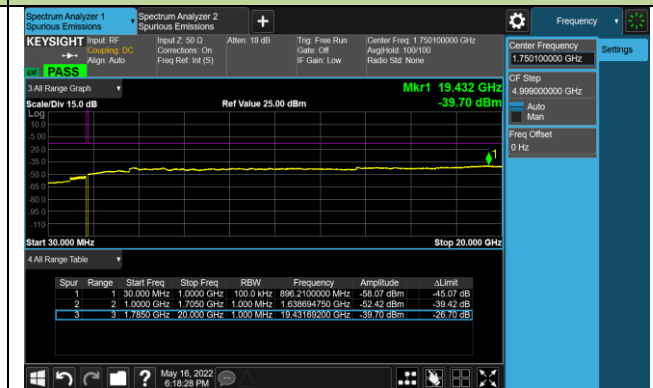 Spectrum Analyzer 1
Spurious Emissions
Spectrum Analyzer 2
Spurious Emissions
Frequency
KEYSIGHT
Input: RF
Coupling: DC
Align: Auto
Input Z: 50 Ω
Corrections: On
Freq Ref: Int (S)
Atten: 18 dB
Trig: Free Run
Gate: Off
IF Gain: Low
Center Freq: 1.750100000 GHz
Avg|Hold: 100/100
Radio Std: None
LXI
PASS
Center Frequency
1.750100000 GHz
Settings
CF Step
4.999000000 GHz
Auto
Man
Freq Offset
0 Hz
3 All Range Graph
Mkr1 19.432 GHz
Scale/Div 15.0 dB
Ref Value 25.00 dBm
-39.70 dBm
Log
10.0
-5.00
-20.0
-35.0
-50.0
-65.0
-80.0
-95.0
-110
1
Start 30.000 MHz
Stop 20.000 GHz
4 All Range Table
Spur Range Start Freq Stop Freq RBW Frequency Amplitude ΔLimit
1 1 30.000 MHz 1.0000 GHz 100.0 kHz 896.2100000 MHz -58.07 dBm -45.07 dB
2 2 1.0000 GHz 1.7050 GHz 1.000 MHz 1.638694750 GHz -52.42 dBm -39.42 dB
3 3 1.7850 GHz 20.000 GHz 1.000 MHz 19.43169200 GHz -39.70 dBm -26.70 dB
?
May 16, 2022
6:18:28 PM